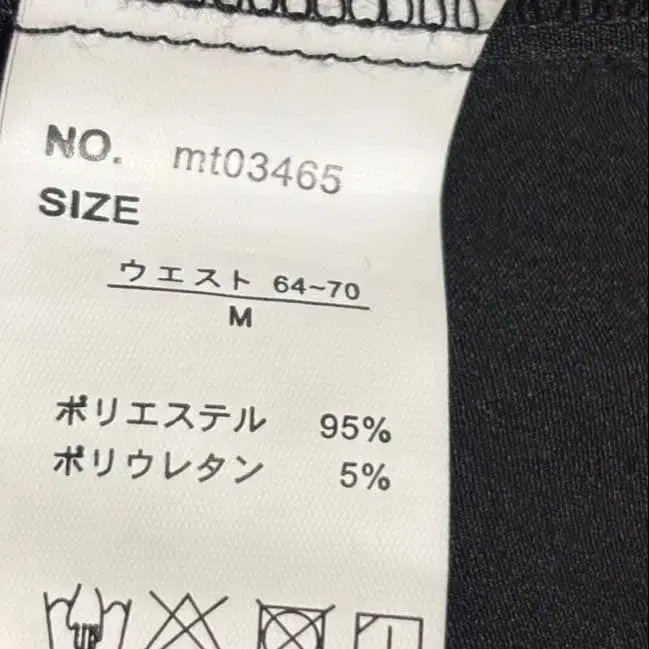 NO. mt03465
SIZE
ウエスト 64~70
M
ポリエステル 95%
ポリウレタン 5%